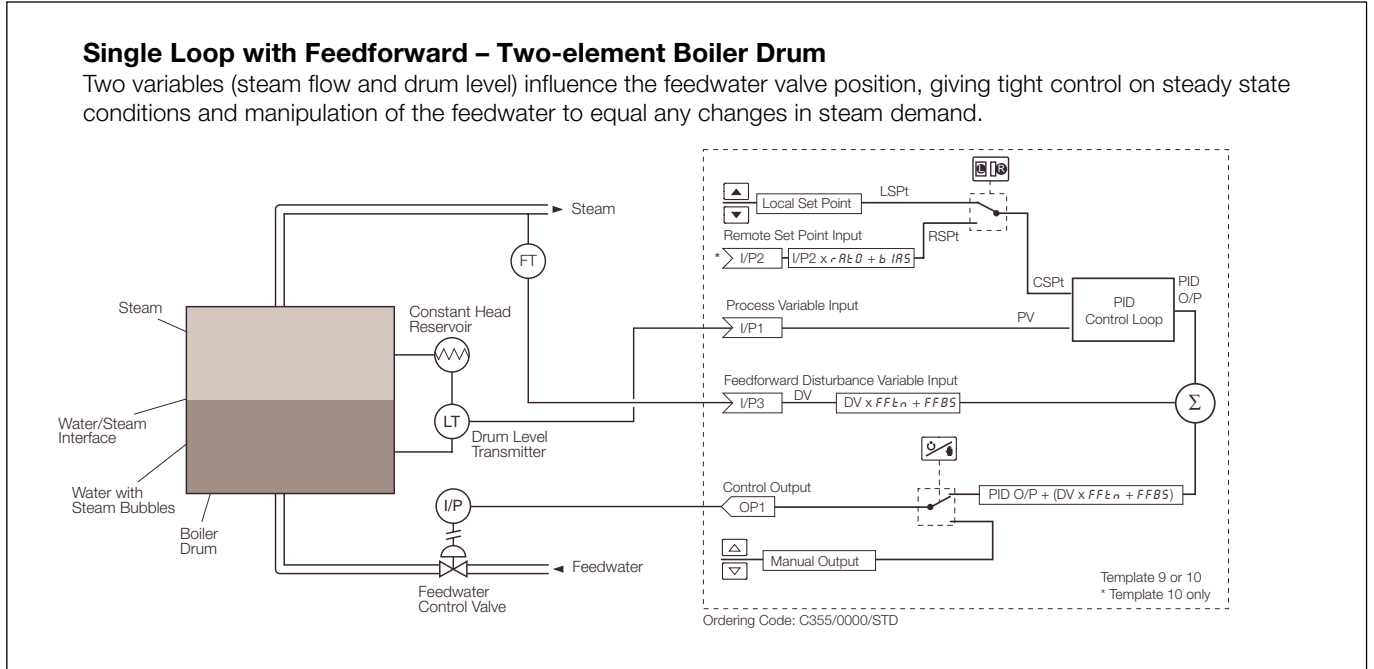 Single Loop with Feedforward – Two-element Boiler Drum
Two variables (steam flow and drum level) influence the feedwater valve position, giving tight control on steady state
conditions and manipulation of the feedwater to equal any changes in steam demand.
L R
LSPt
Local Set Point
Steam
Remote Set Point Input
RSPt
* I/P2
I/P2 x rAtO + bIAS
FT
CSPt
PID
O/P
PID
Control Loop
Steam
Constant Head
Reservoir
Process Variable Input
PV
I/P1
Feedforward Disturbance Variable Input
DV
I/P3
DV x FFtn + FFBS
Σ
LT
Water/Steam
Interface
Drum Level
Transmitter
Water with
Steam Bubbles
Control Output
I/P
OP1
PID O/P + (DV x FFtn + FFBS)
Boiler
Drum
Manual Output
Feedwater
Feedwater
Control Valve
Template 9 or 10
* Template 10 only
Ordering Code: C355/0000/STD